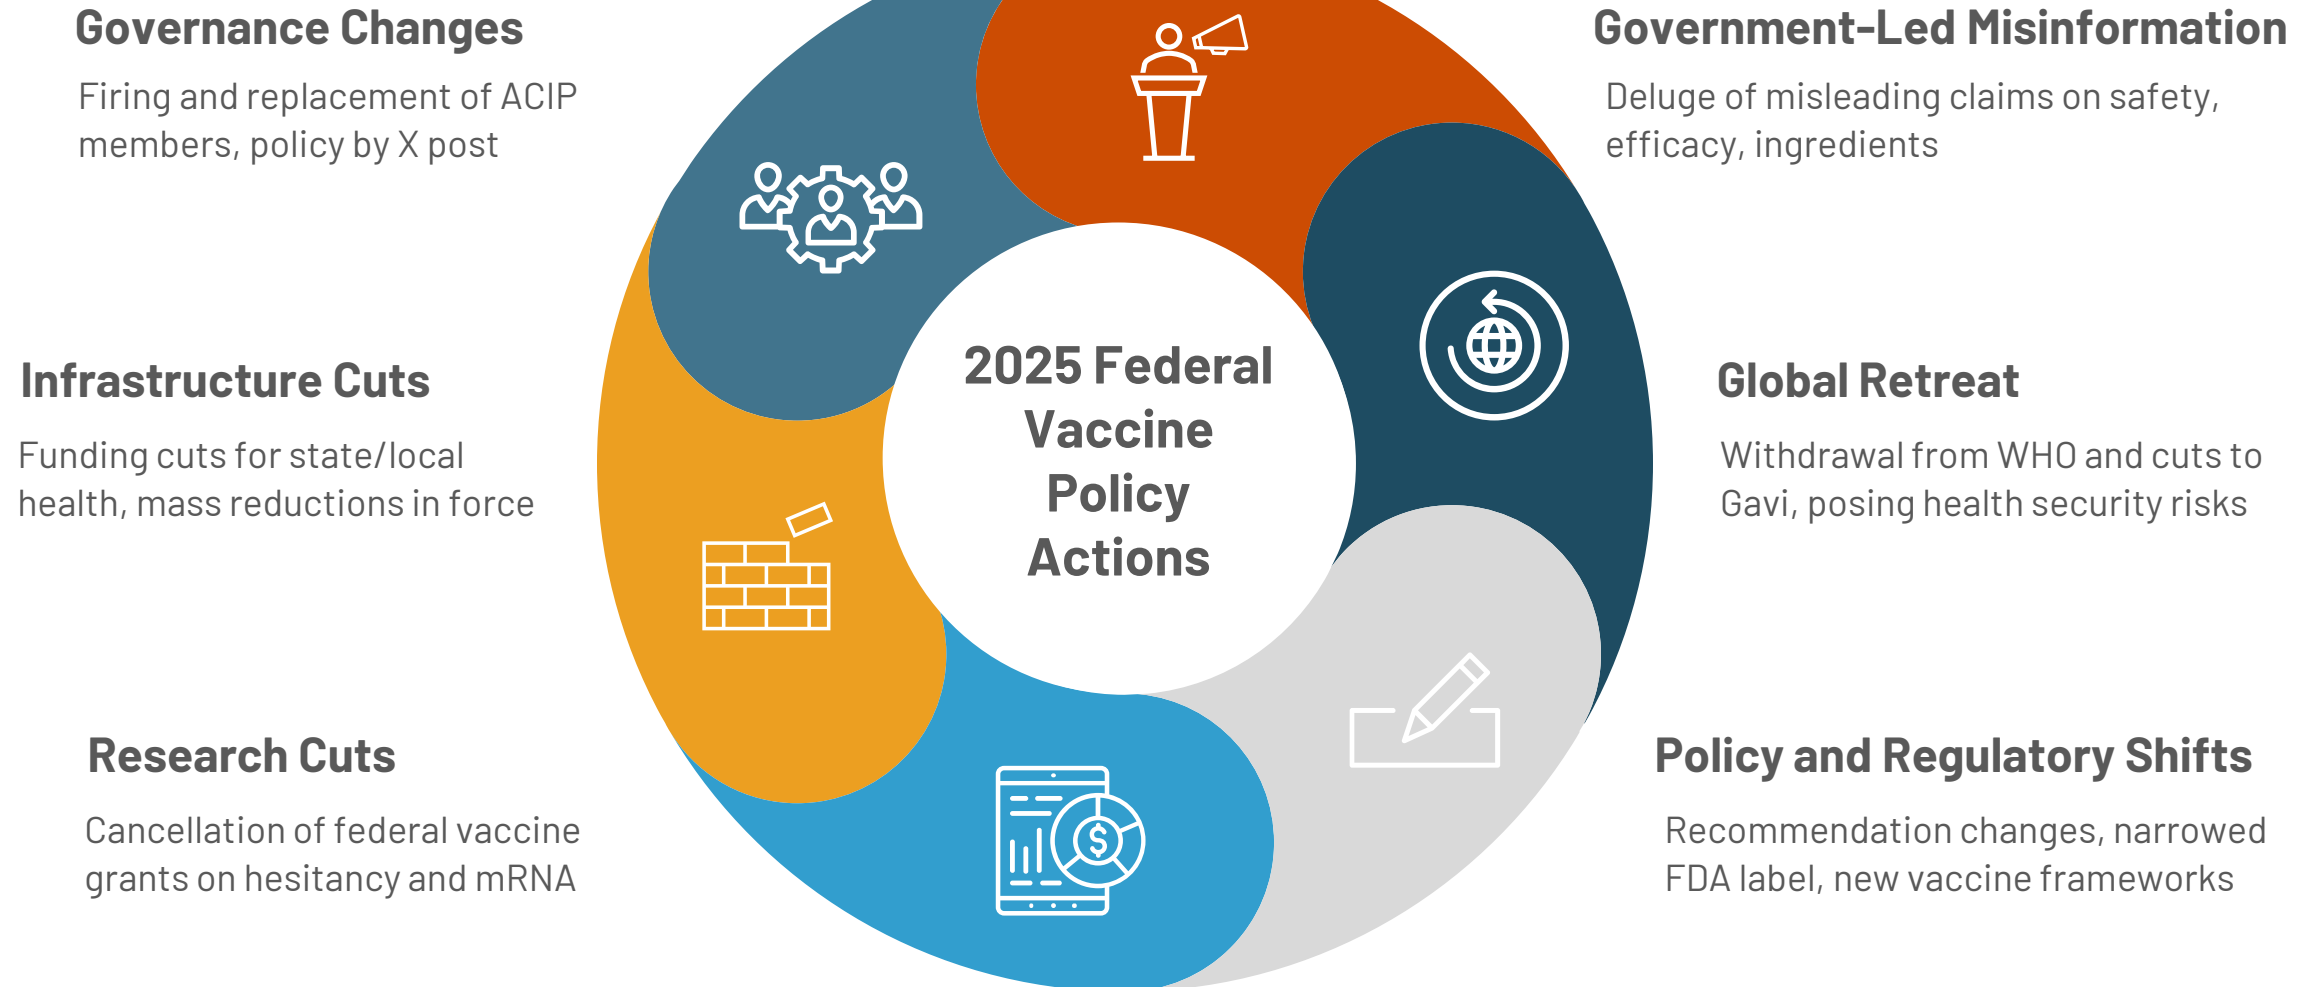 Governance Changes
Firing and replacement of ACIP
members, policy by X post
Government-Led Misinformation
Deluge of misleading claims on safety,
efficacy, ingredients
Infrastructure Cuts
Funding cuts for state/local
health, mass reductions in force
2025 Federal
Vaccine
Policy
Actions
Global Retreat
Withdrawal from WHO and cuts to
Gavi, posing health security risks
Research Cuts
Cancellation of federal vaccine
grants on hesitancy and mRNA
$
Policy and Regulatory Shifts
Recommendation changes, narrowed
FDA label, new vaccine frameworks